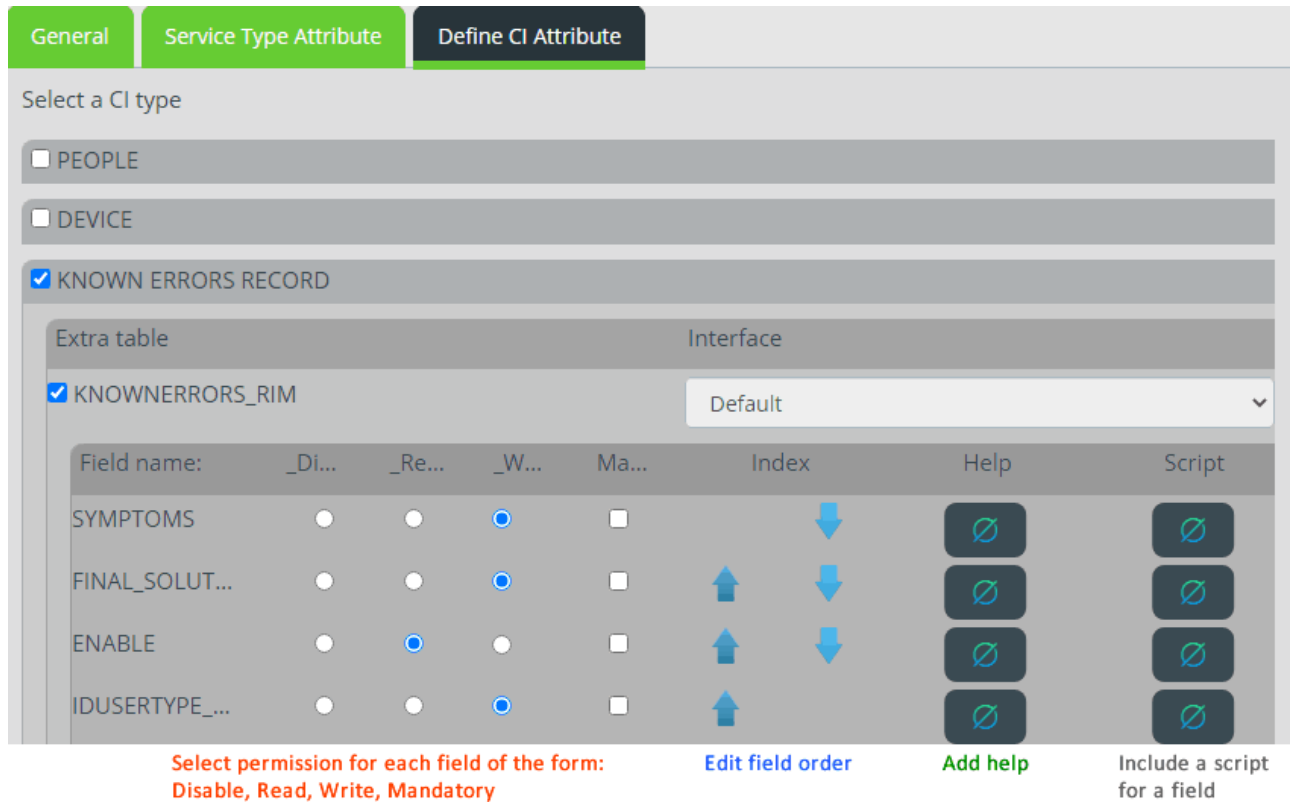 General Service Type Attribute Define CI Attribute
Select a CI type
PEOPLE
DEVICE
KNOWN ERRORS RECORD
Extra table Interface
KNOWNERRORS_RIM Default
Field name: _Di... _Re... _W... Ma... Index Help Script
SYMPTOMS
FINAL_SOLUT...
ENABLE
IDUSERTYPE_...
Select permission for each field of the form: Edit field order Add help Include a script
Disable, Read, Write, Mandatory for a field